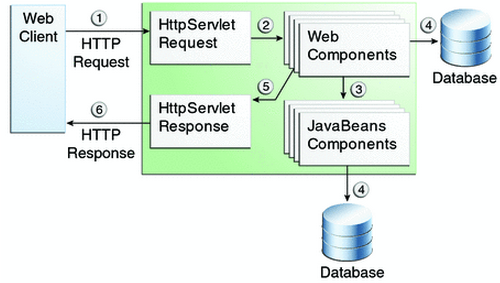 Web
Client
1
HTTP
Request
HttpServlet
Request
2
Web
Components
4
Database
3
5
HttpServlet
Response
6
HTTP
Response
JavaBeans
Components
4
Database